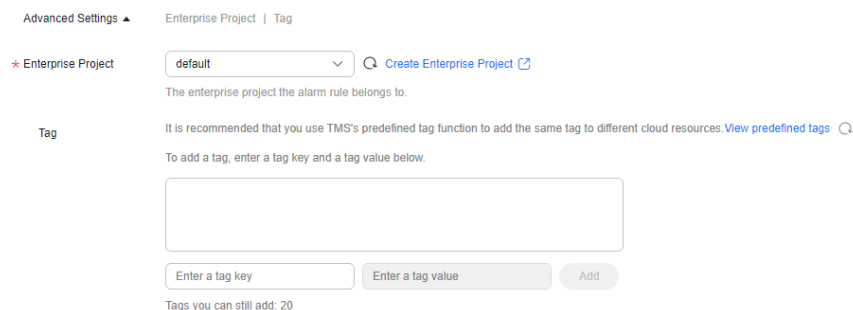 Advanced Settings ▲ Enterprise Project | Tag
* Enterprise Project default Create Enterprise Project
The enterprise project the alarm rule belongs to.
Tag It is recommended that you use TMS's predefined tag function to add the same tag to different cloud resources.View predefined tags
To add a tag, enter a tag key and a tag value below.
Enter a tag key Enter a tag value Add
Tags you can still add: 20